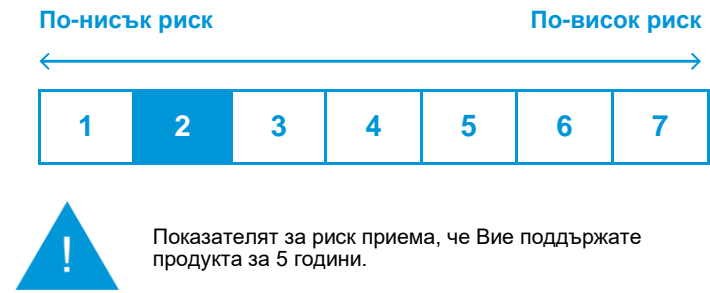 По-нисък риск По-висок риск
1 2 3 4 5 6 7
!
Показателят за риск приема, че Вие поддържате
продукта за 5 години.